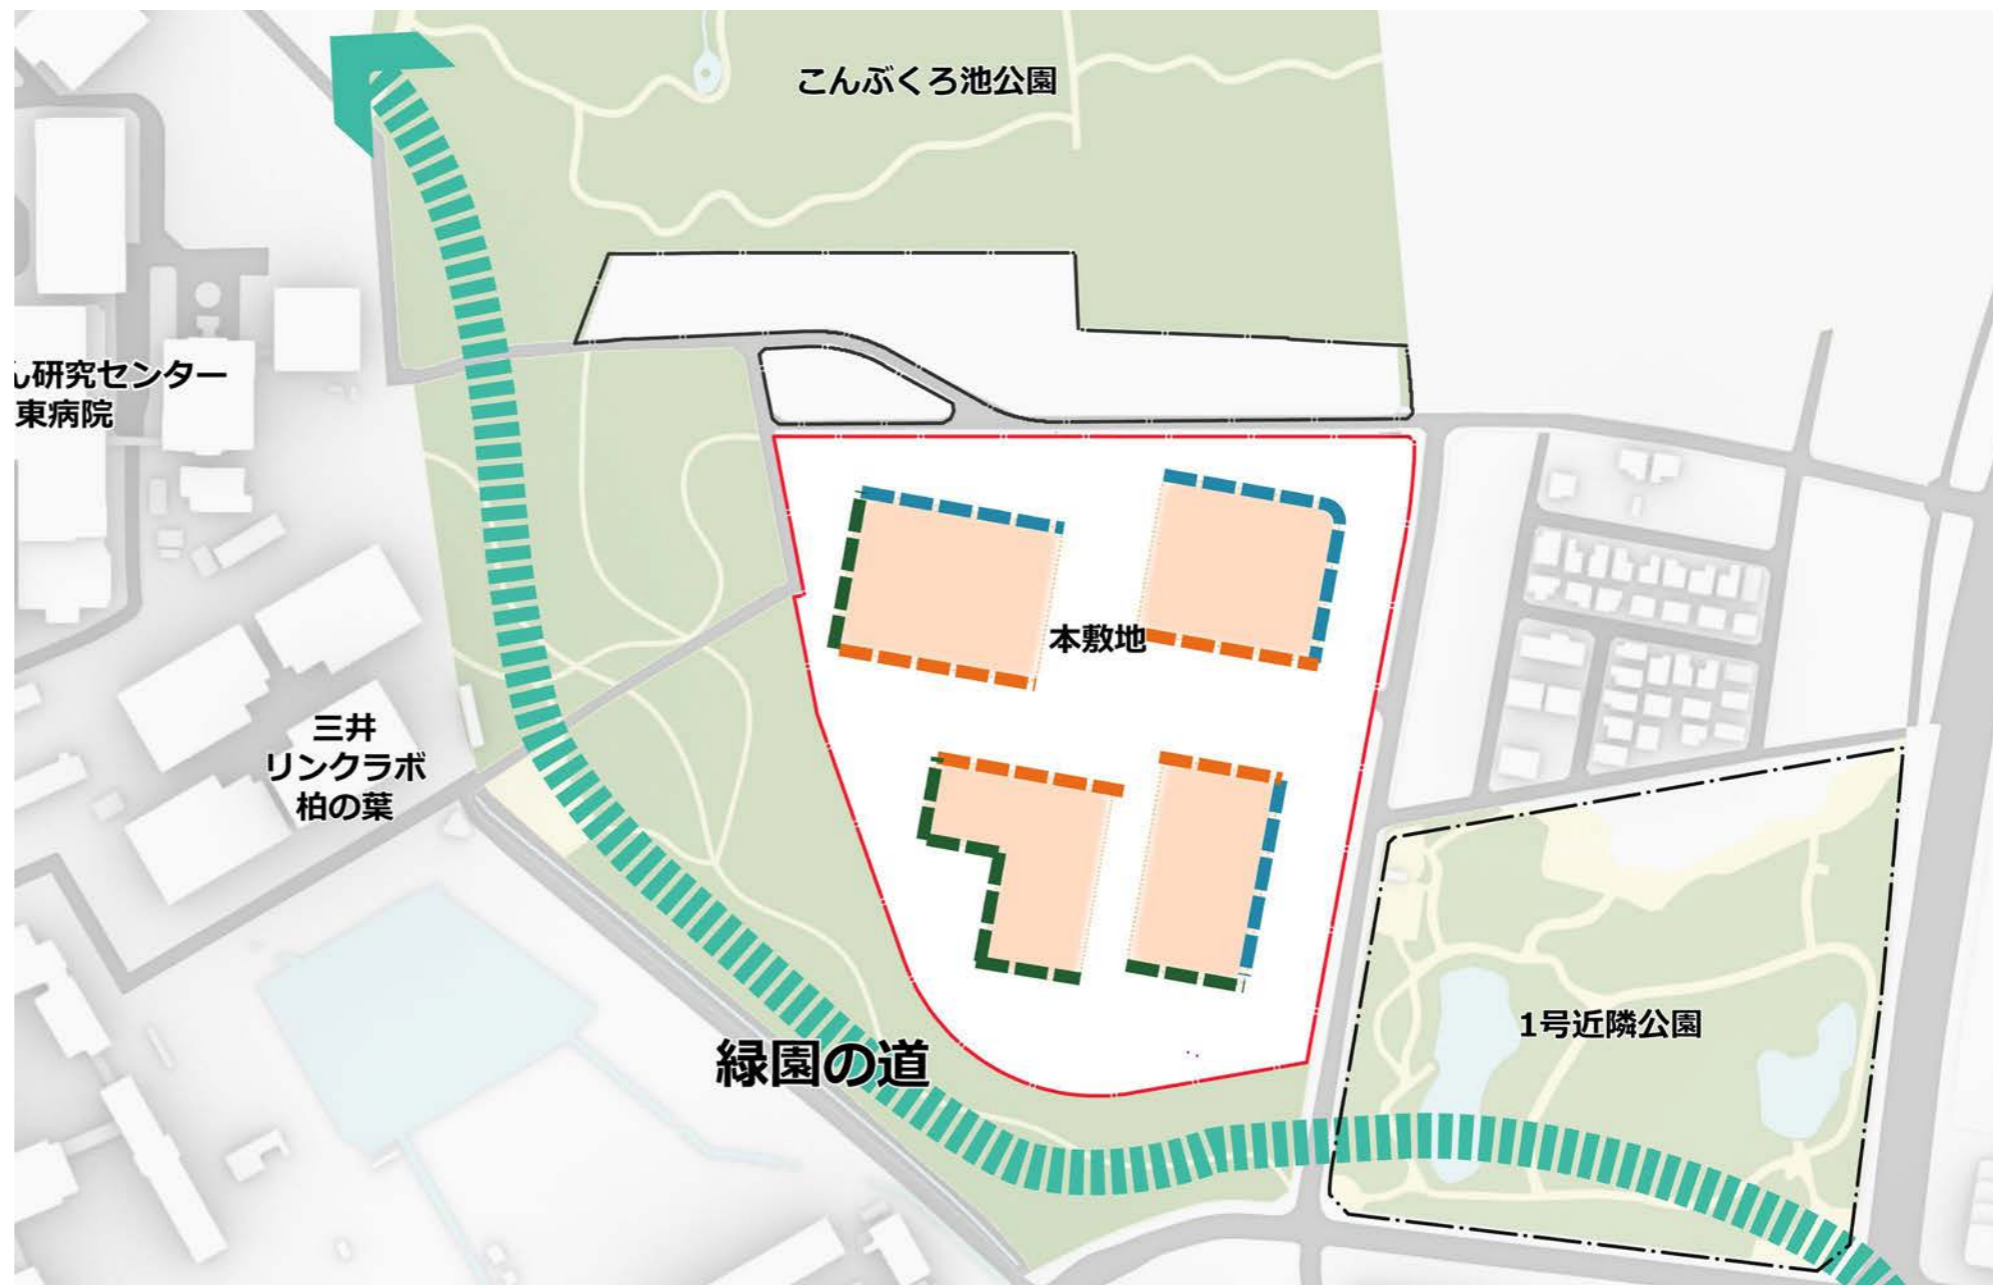 こんぶくろ池公園
ん研究センター
東病院
本敷地
三井
リンクラボ
柏の葉
1号近隣公園
緑園の道